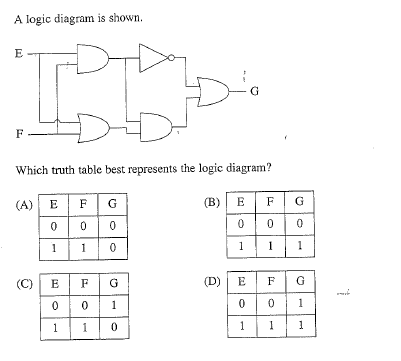 A logic diagram is shown.
E
G
F
Which truth table best represents the logic diagram?
(A) E F G
0 0 0
1 1 0
(B) E F G
0 0 0
1 1 1
(C) E F G
0 0 1
1 1 0
(D) E F G
0 0 1
1 1 1